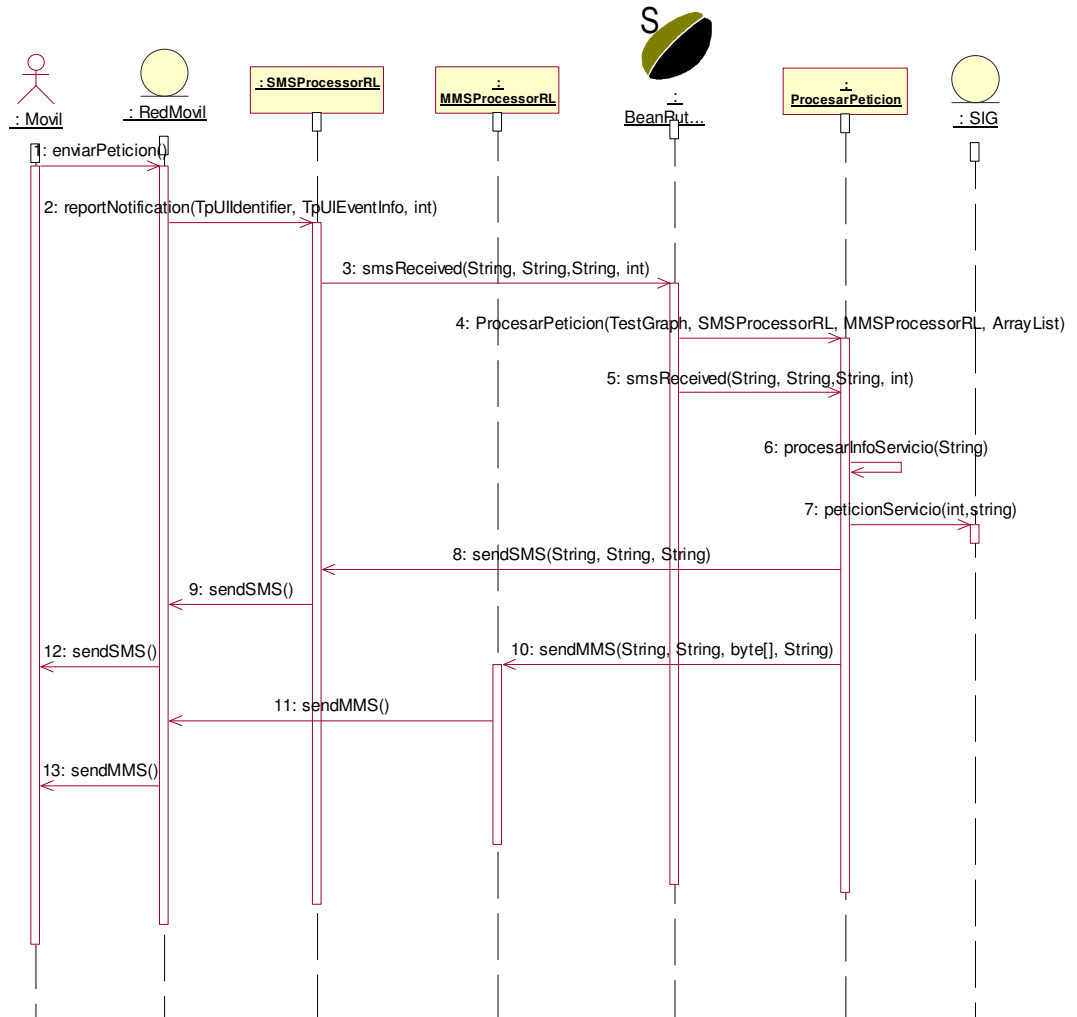 S
: Movil
: RedMovil
: SMSProcessorRL
:
MMSProcessorRL
:
BeanRut...
:
ProcesarPeticion
: SIG
1: enviarPeticion()
2: reportNotification(TpUIIdentifier, TpUIEventInfo, int)
3: smsReceived(String, String,String, int)
4: ProcesarPeticion(TestGraph, SMSProcessorRL, MMSProcessorRL, ArrayList)
5: smsReceived(String, String,String, int)
6: procesarInfoServicio(String)
7: peticionServicio(int,string)
8: sendSMS(String, String, String)
9: sendSMS()
12: sendSMS()
10: sendMMS(String, String, byte[], String)
11: sendMMS()
13: sendMMS()